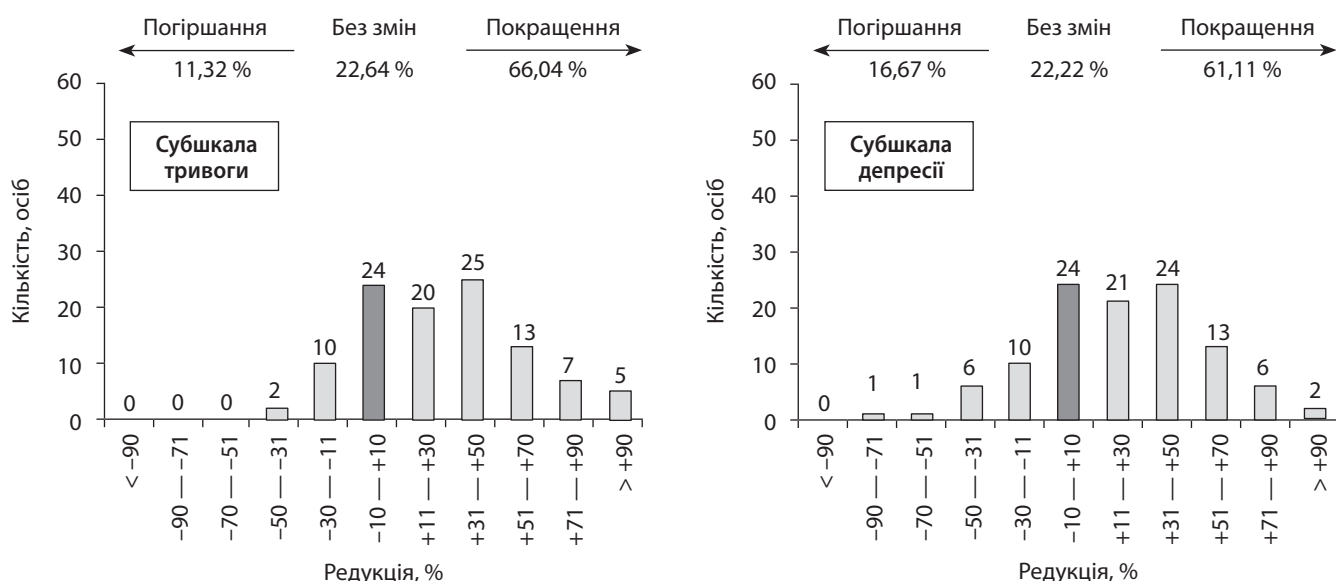 Погіршання Без змін Покращення
11,32 % 22,64 % 66,04 %
60
50
40
30
20
10
0
Кількість, осіб
Субшкала
тривоги
0 0 0 2 10 24 20 25 13 7 5
< –90
–90 — –71
–70 — –51
–50 — –31
–30 — –11
–10 — +10
+11 — +30
+31 — +50
+51 — +70
+71 — +90
> +90
Редукція, %
Погіршання Без змін Покращення
16,67 % 22,22 % 61,11 %
60
50
40
30
20
10
0
Кількість, осіб
Субшкала
депресії
0 1 1 6 10 24 21 24 13 6 2
< –90
–90 — –71
–70 — –51
–50 — –31
–30 — –11
–10 — +10
+11 — +30
+31 — +50
+51 — +70
+71 — +90
> +90
Редукція, %